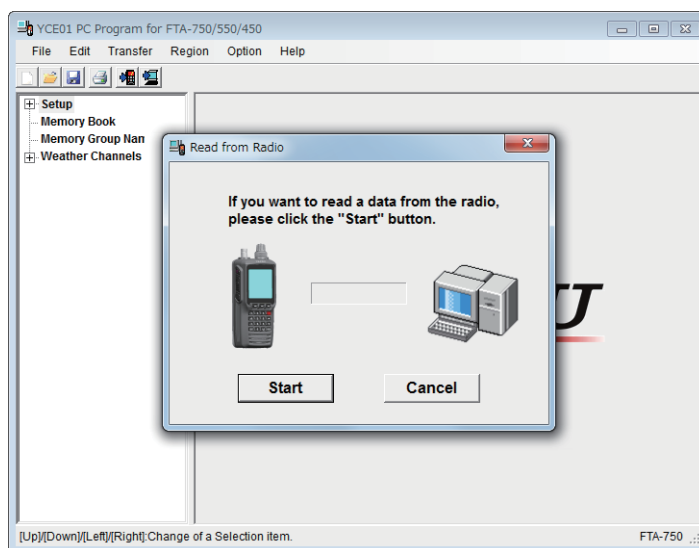 YCE01 PC Program for FTA-750/550/450
File Edit Transfer Region Option Help
Setup
Memory Book
Memory Group Nan
Weather Channels
Read from Radio
If you want to read a data from the radio,
please click the "Start" button.
U
Start Cancel
[Up]/[Down]/[Left]/[Right]:Change of a Selection item. FTA-750